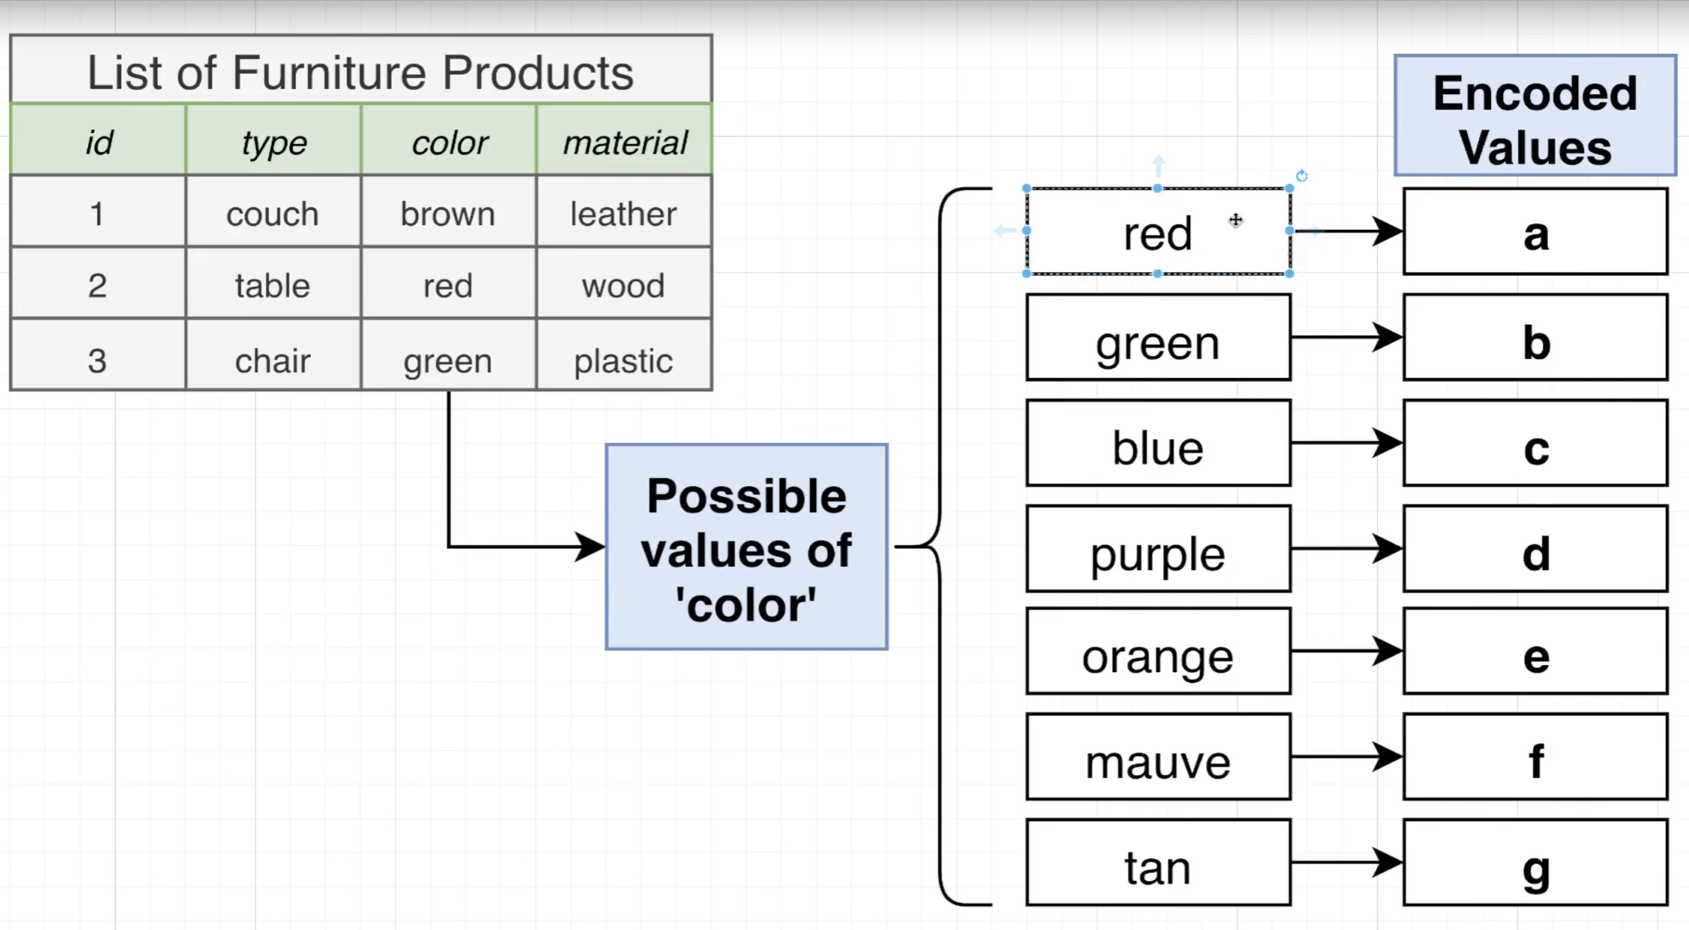 List of Furniture Products
id type color material
1 couch brown leather
2 table red wood
3 chair green plastic
Possible
values of
'color'
Encoded
Values
red a
green b
blue c
purple d
orange e
mauve f
tan g